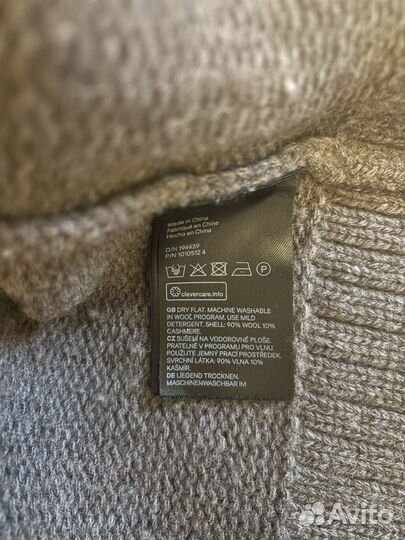 Made in China
Fabriqué en Chine
Hecho en China
O/N 194439
P/N 1010512 4
P
clevercare.info
GB DRY FLAT. MACHINE WASHABLE
IN WOOL PROGRAM. USE MILD
DETERGENT. SHELL: 90% WOOL 10%
CASHMERE.
CZ SUŠENÍ NA VODOROVNÉ PLOŠE.
PRATELNÉ V PROGRAMU PRO VLNU.
POUŽIJTE JEMNÝ PRACÍ PROSTŘEDEK.
SVRCHNÍ LÁTKA: 90% VLNA 10%
KAŠMÍR.
DE LIEGEND TROCKNEN.
MASCHINENWASCHBAR IM
Avito